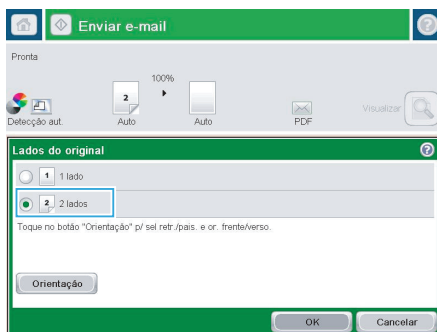 Enviar e-mail
Pronta
100%
2
Detecção aut.
Auto
Auto
PDF
Visualizar
Lados do original
1 1 lado
2 2 lados
Toque no botão "Orientação" p/ sel retr./pais. e or. frente/verso.
Orientação
OK
Cancelar